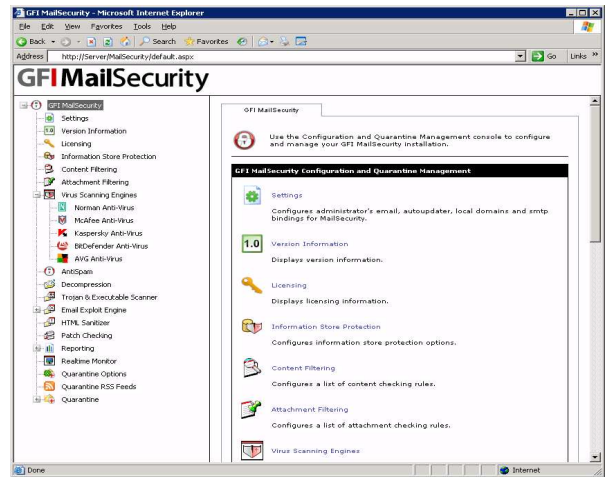 GFI MailSecurity - Microsoft Internet Explorer
File Edit View Favorites Tools Help
Back Search Favorites
Address http://Server/MailSecurity/default.aspx Go Links »
GFI MailSecurity
GFI MailSecurity
Settings
Version Information
Licensing
Information Store Protection
Content Filtering
Attachment Filtering
Virus Scanning Engines
Norman Anti-Virus
McAfee Anti-Virus
Kaspersky Anti-Virus
BitDefender Anti-Virus
AVG Anti-Virus
AntiSpam
Decompression
Trojan & Executable Scanner
Email Exploit Engine
HTML Sanitizer
Patch Checking
Reporting
Realtime Monitor
Quarantine Options
Quarantine RSS Feeds
Quarantine
GFI MailSecurity
Use the Configuration and Quarantine Management console to configure
and manage your GFI MailSecurity installation.
GFI MailSecurity Configuration and Quarantine Management
Settings
Configures administrator's email, autoupdater, local domains and smtp
bindings for MailSecurity.
1.0 Version Information
Displays version information.
Licensing
Displays licensing information.
Information Store Protection
Configures information store protection options.
Content Filtering
Configures a list of content checking rules.
Attachment Filtering
Configures a list of attachment checking rules.
Virus Scanning Engines
Done Internet